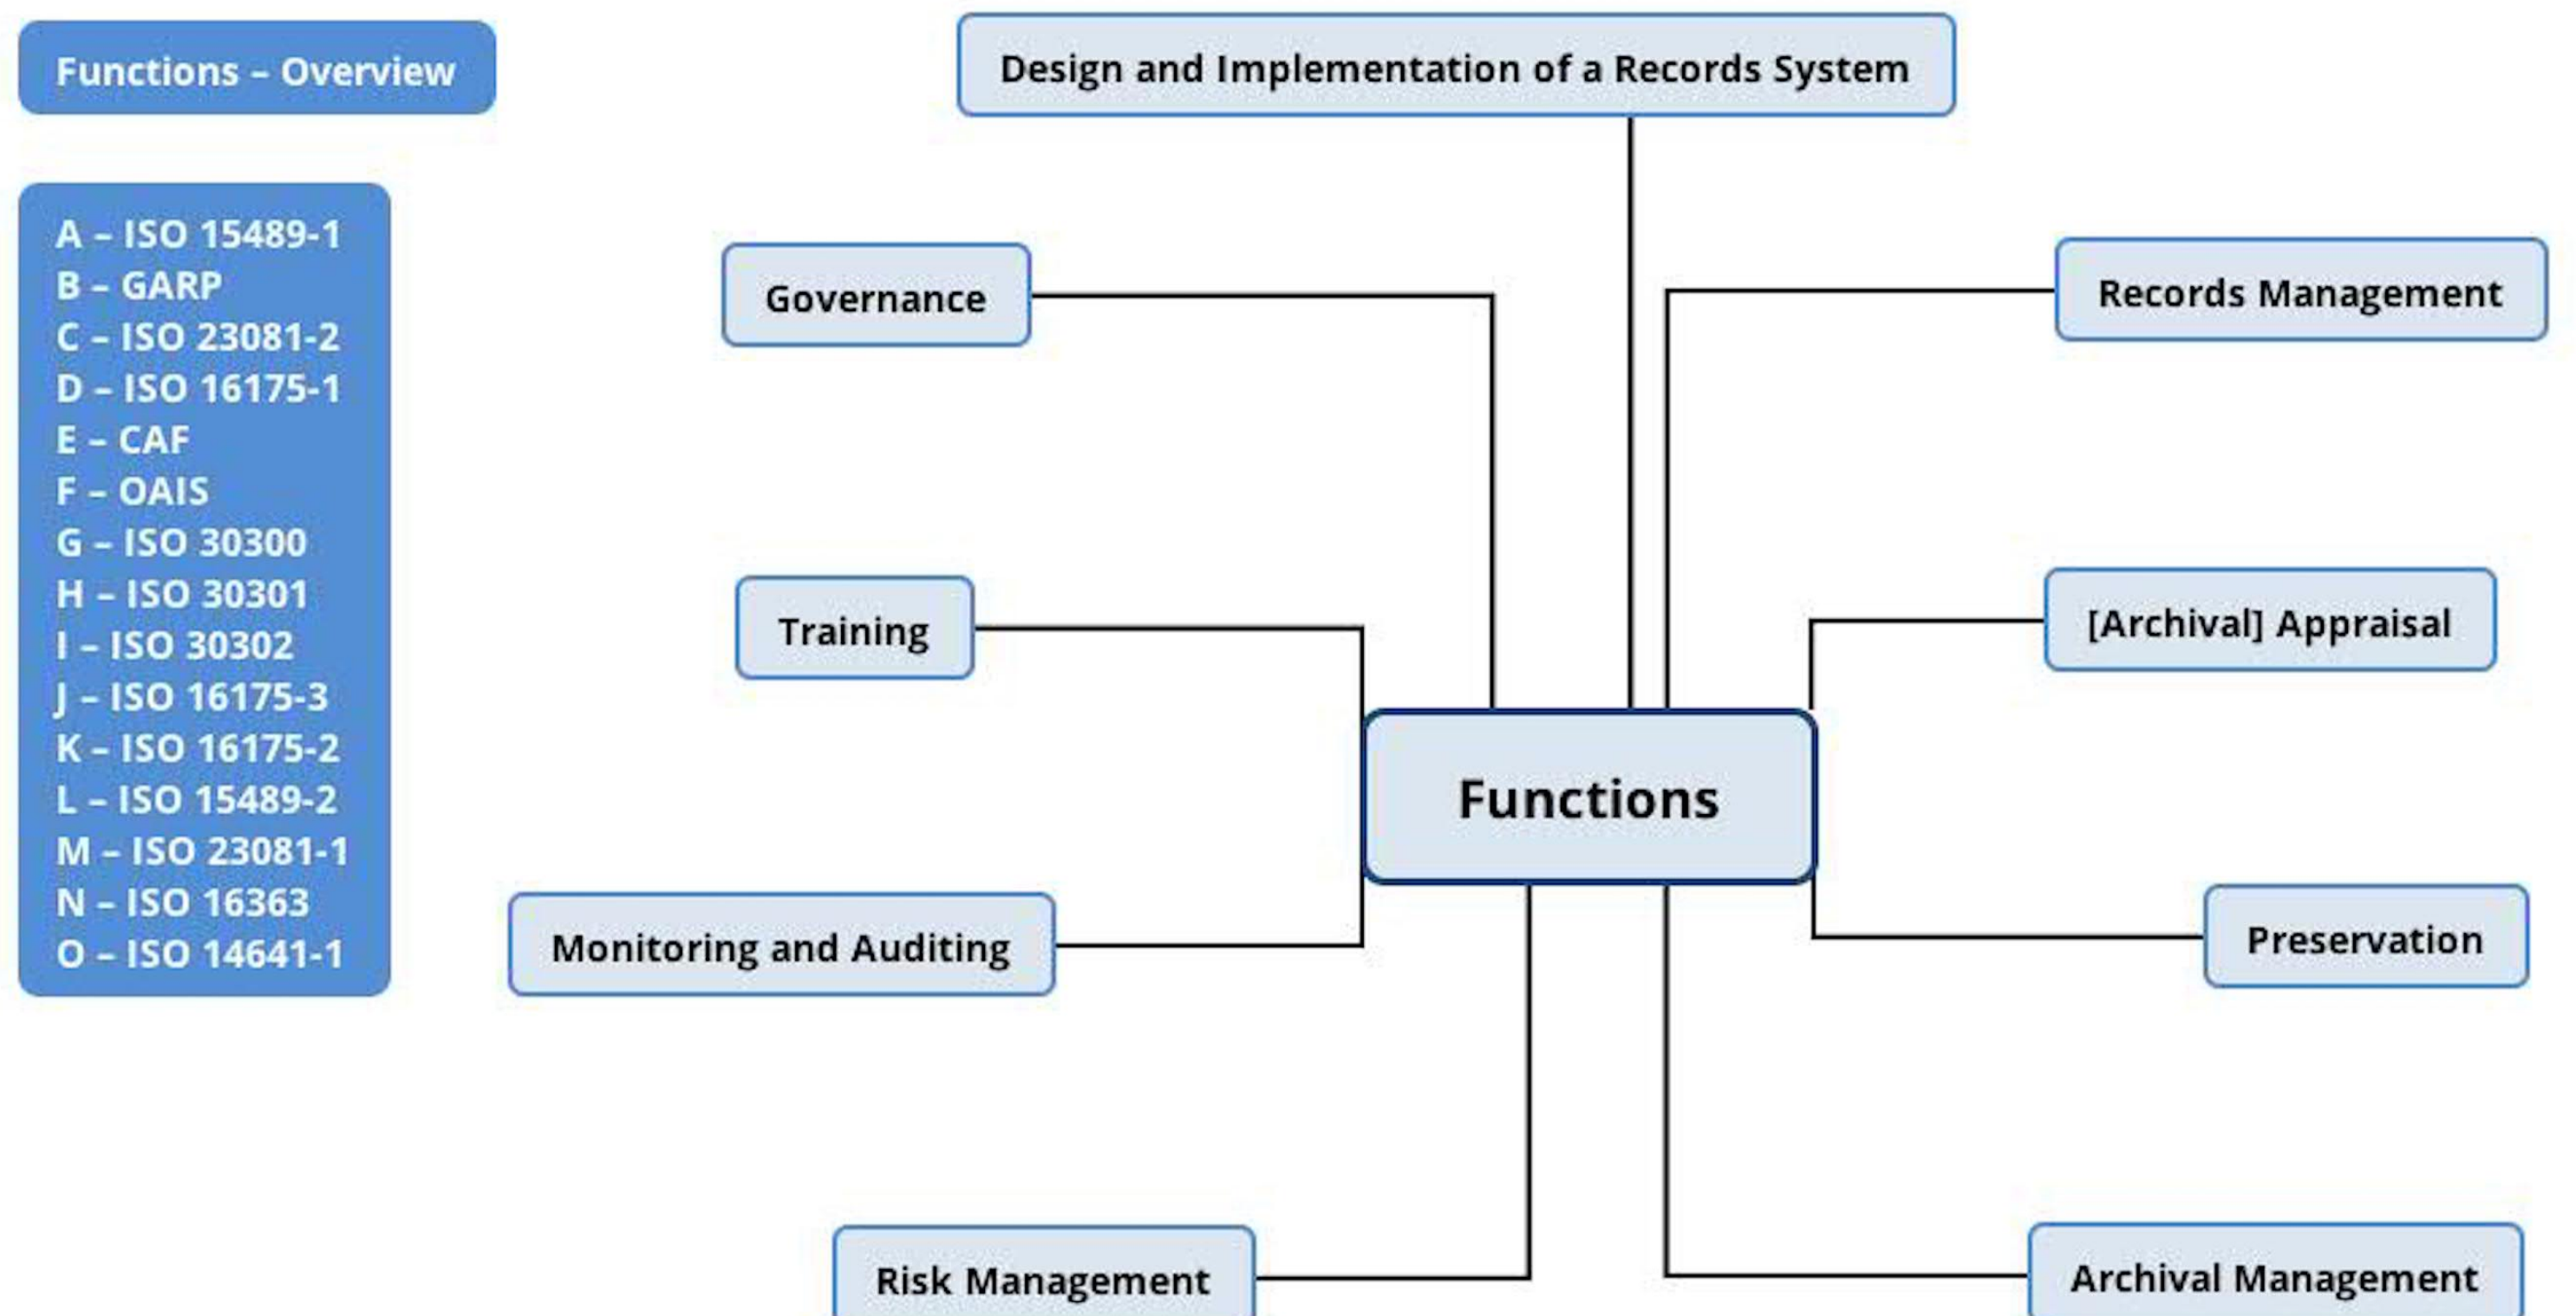 Functions – Overview
Design and Implementation of a Records System
A – ISO 15489-1
B – GARP
C – ISO 23081-2
D – ISO 16175-1
E – CAF
F – OAIS
G – ISO 30300
H – ISO 30301
I – ISO 30302
J – ISO 16175-3
K – ISO 16175-2
L – ISO 15489-2
M – ISO 23081-1
N – ISO 16363
O – ISO 14641-1
Governance
Records Management
Training
[Archival] Appraisal
Functions
Monitoring and Auditing
Preservation
Risk Management
Archival Management